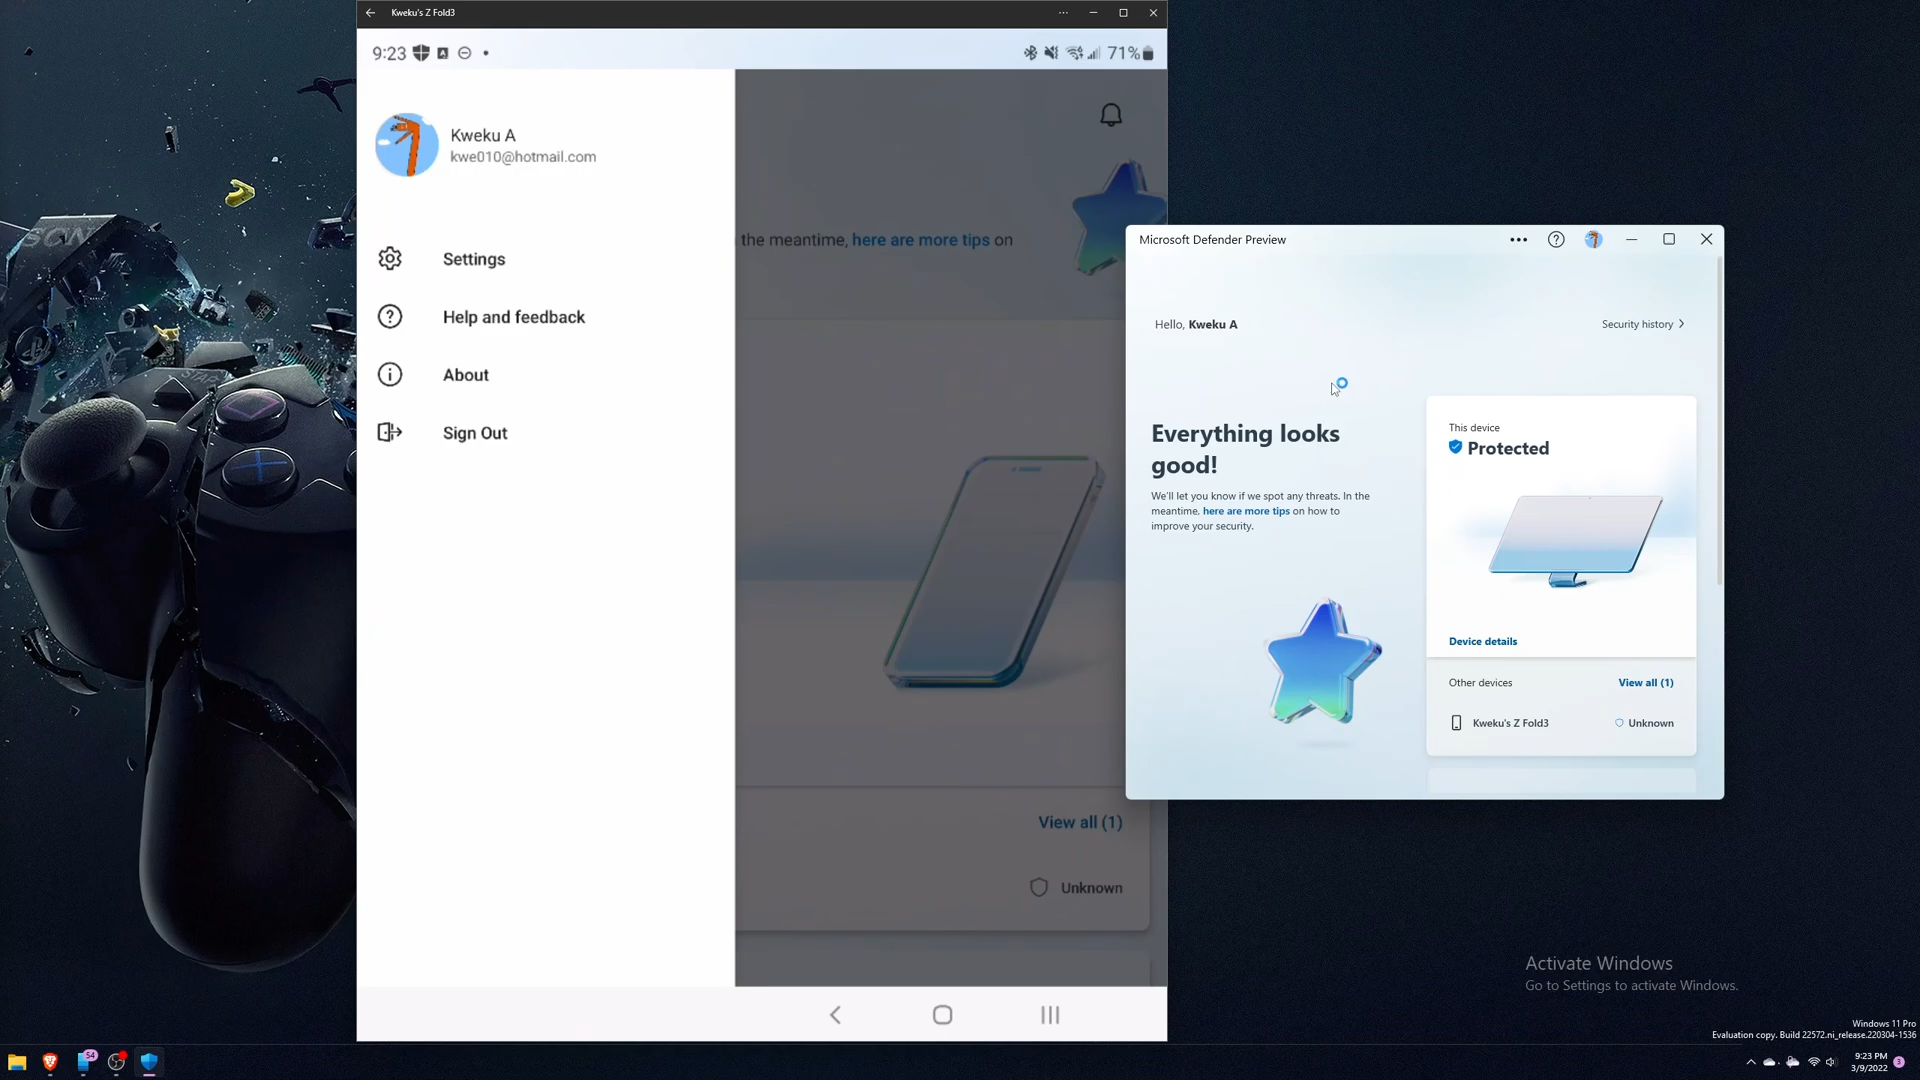 Kweku's Z Fold3
9:23
71%
Kweku A
kwe010@hotmail.com
Settings
Help and feedback
About
Sign Out
the meantime, here are more tips on
View all (1)
Unknown
Microsoft Defender Preview
Hello, Kweku A
Security history
Everything looks
good!
We'll let you know if we spot any threats. In the
meantime, here are more tips on how to
improve your security.
This device
Protected
Device details
Other devices
View all (1)
Kweku's Z Fold3
Unknown
SONY
START
Activate Windows
Go to Settings to activate Windows.
Windows 11 Pro
Evaluation copy. Build 22572.ni_release.220304-1536
54
9:23 PM
3/9/2022
3